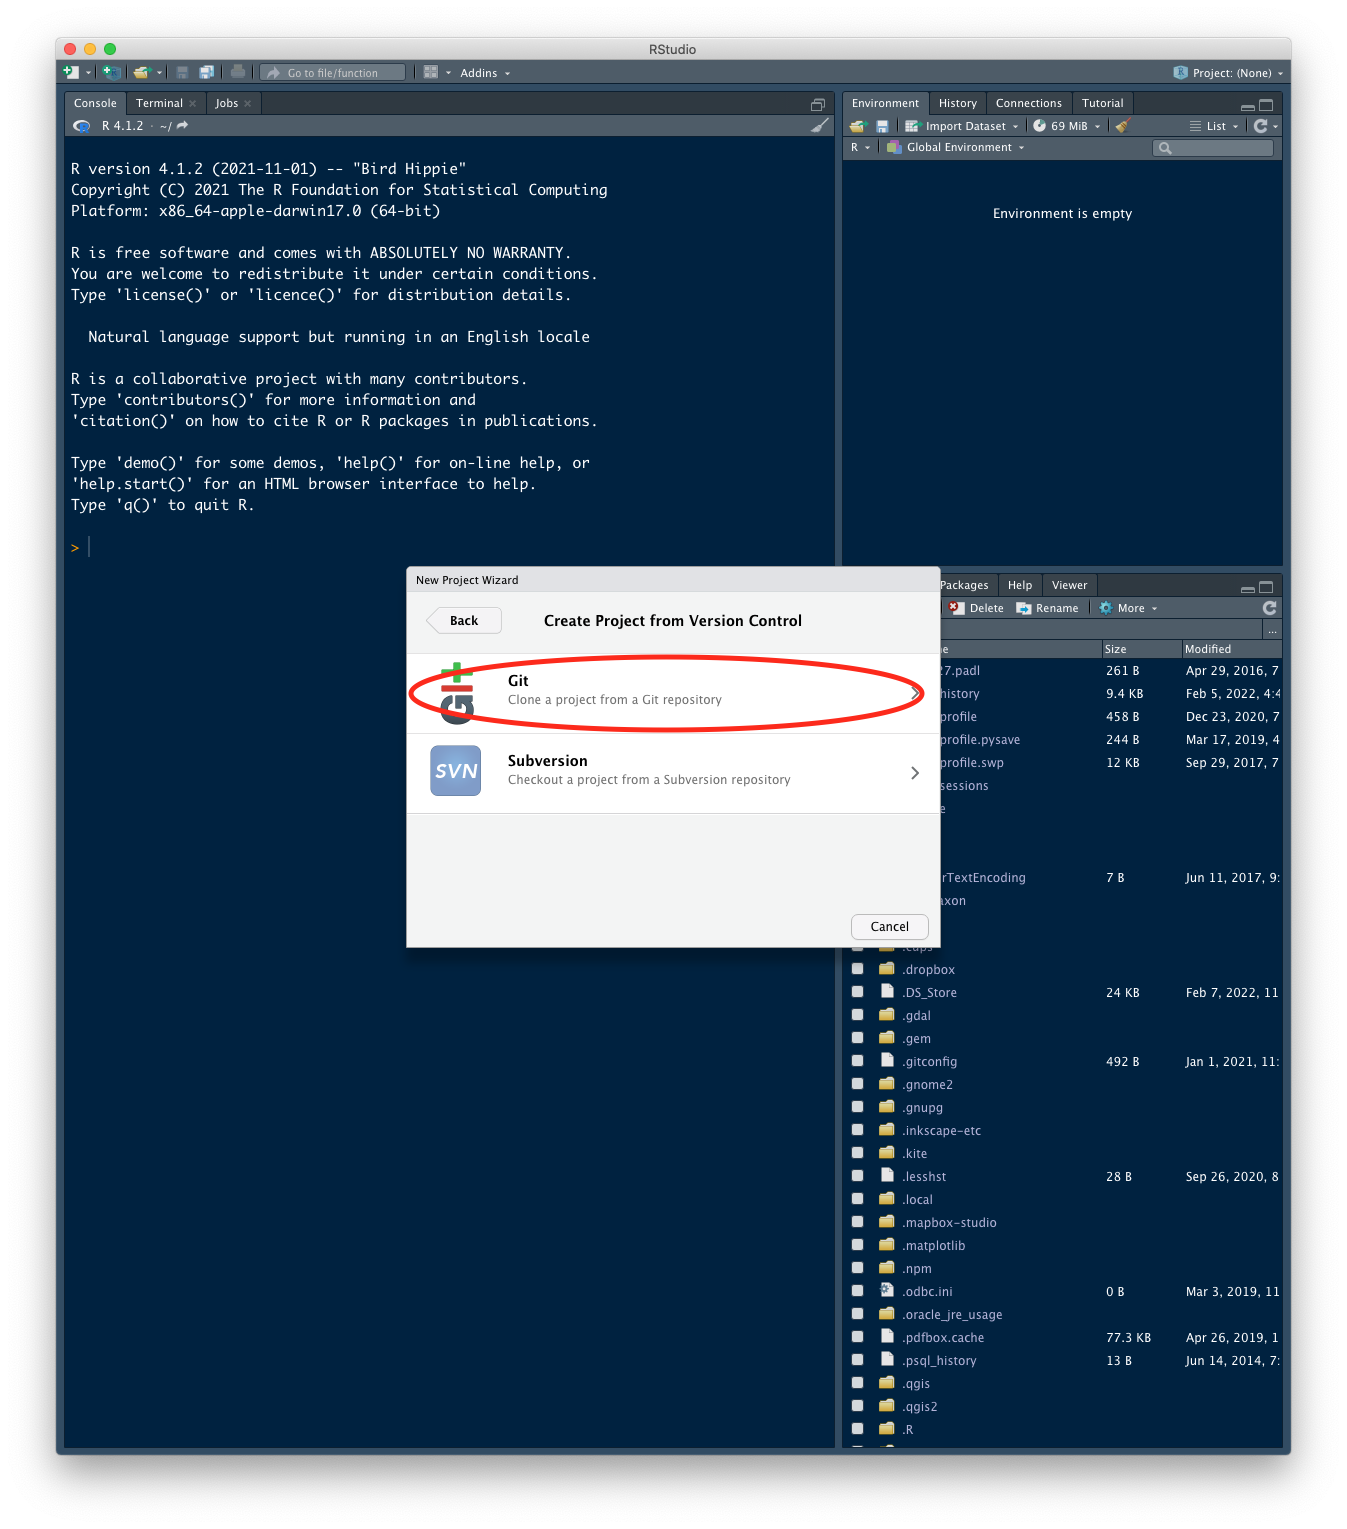 RStudio
Go to file/function
Addins
Project: (None)
Console
Terminal
Jobs
R 4.1.2 · ~/
R version 4.1.2 (2021-11-01) -- "Bird Hippie"
Copyright (C) 2021 The R Foundation for Statistical Computing
Platform: x86_64-apple-darwin17.0 (64-bit)
R is free software and comes with ABSOLUTELY NO WARRANTY.
You are welcome to redistribute it under certain conditions.
Type 'license()' or 'licence()' for distribution details.
Natural language support but running in an English locale
R is a collaborative project with many contributors.
Type 'contributors()' for more information and
'citation()' on how to cite R or R packages in publications.
Type 'demo()' for some demos, 'help()' for on-line help, or
'help.start()' for an HTML browser interface to help.
Type 'q()' to quit R.
>
Environment
History
Connections
Tutorial
Import Dataset
69 MiB
List
R
Global Environment
Environment is empty
New Project Wizard
Back
Create Project from Version Control
git
Git
Clone a project from a Git repository
SVN
Subversion
Checkout a project from a Subversion repository
Cancel
Packages
Help
Viewer
Delete
Rename
More
...
me
Size
Modified
27.padl 261 B Apr 29, 2016, 7
history 9.4 KB Feb 5, 2022, 4:4
profile 458 B Dec 23, 2020, 7
profile.pysave 244 B Mar 17, 2019, 4
profile.swp 12 KB Sep 29, 2017, 7
sessions
e
rTextEncoding 7 B Jun 11, 2017, 9:
axon
.cups
.dropbox
.DS_Store 24 KB Feb 7, 2022, 11
.gdal
.gem
.gitconfig 492 B Jan 1, 2021, 11:
.gnome2
.gnupg
.inkscape-etc
.kite
.lesshst 28 B Sep 26, 2020, 8
.local
.mapbox-studio
.matplotlib
.npm
.odbc.ini 0 B Mar 3, 2019, 11
.oracle_jre_usage
.pdfbox.cache 77.3 KB Apr 26, 2019, 1
.psql_history 13 B Jun 14, 2014, 7:
.qgis
.qgis2
.R